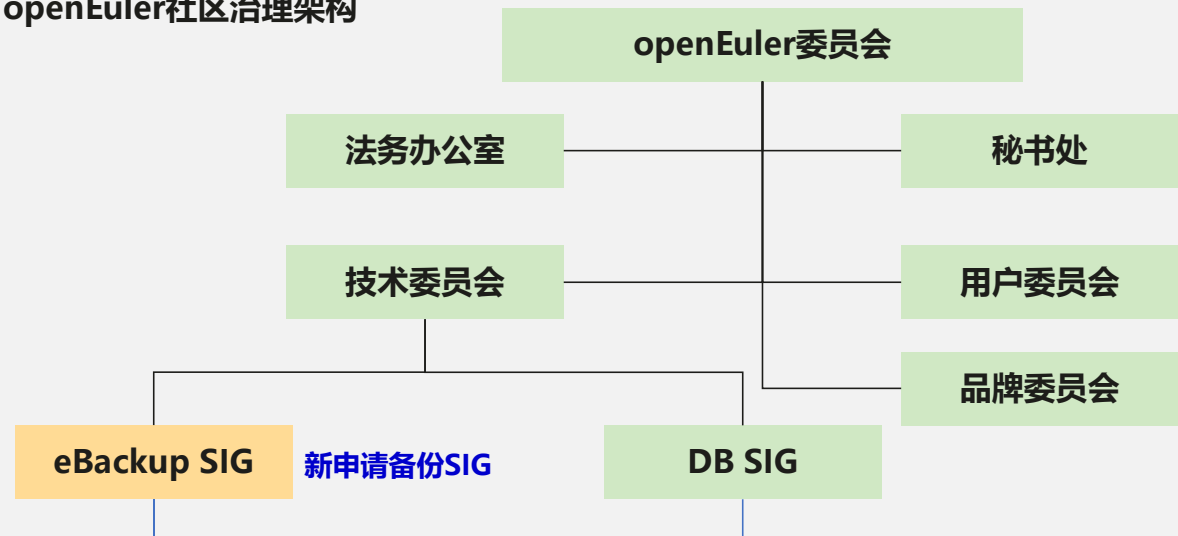 openEuler社区治理架构
openEuler委员会
法务办公室
秘书处
技术委员会
用户委员会
品牌委员会
eBackup SIG
新申请备份SIG
DB SIG